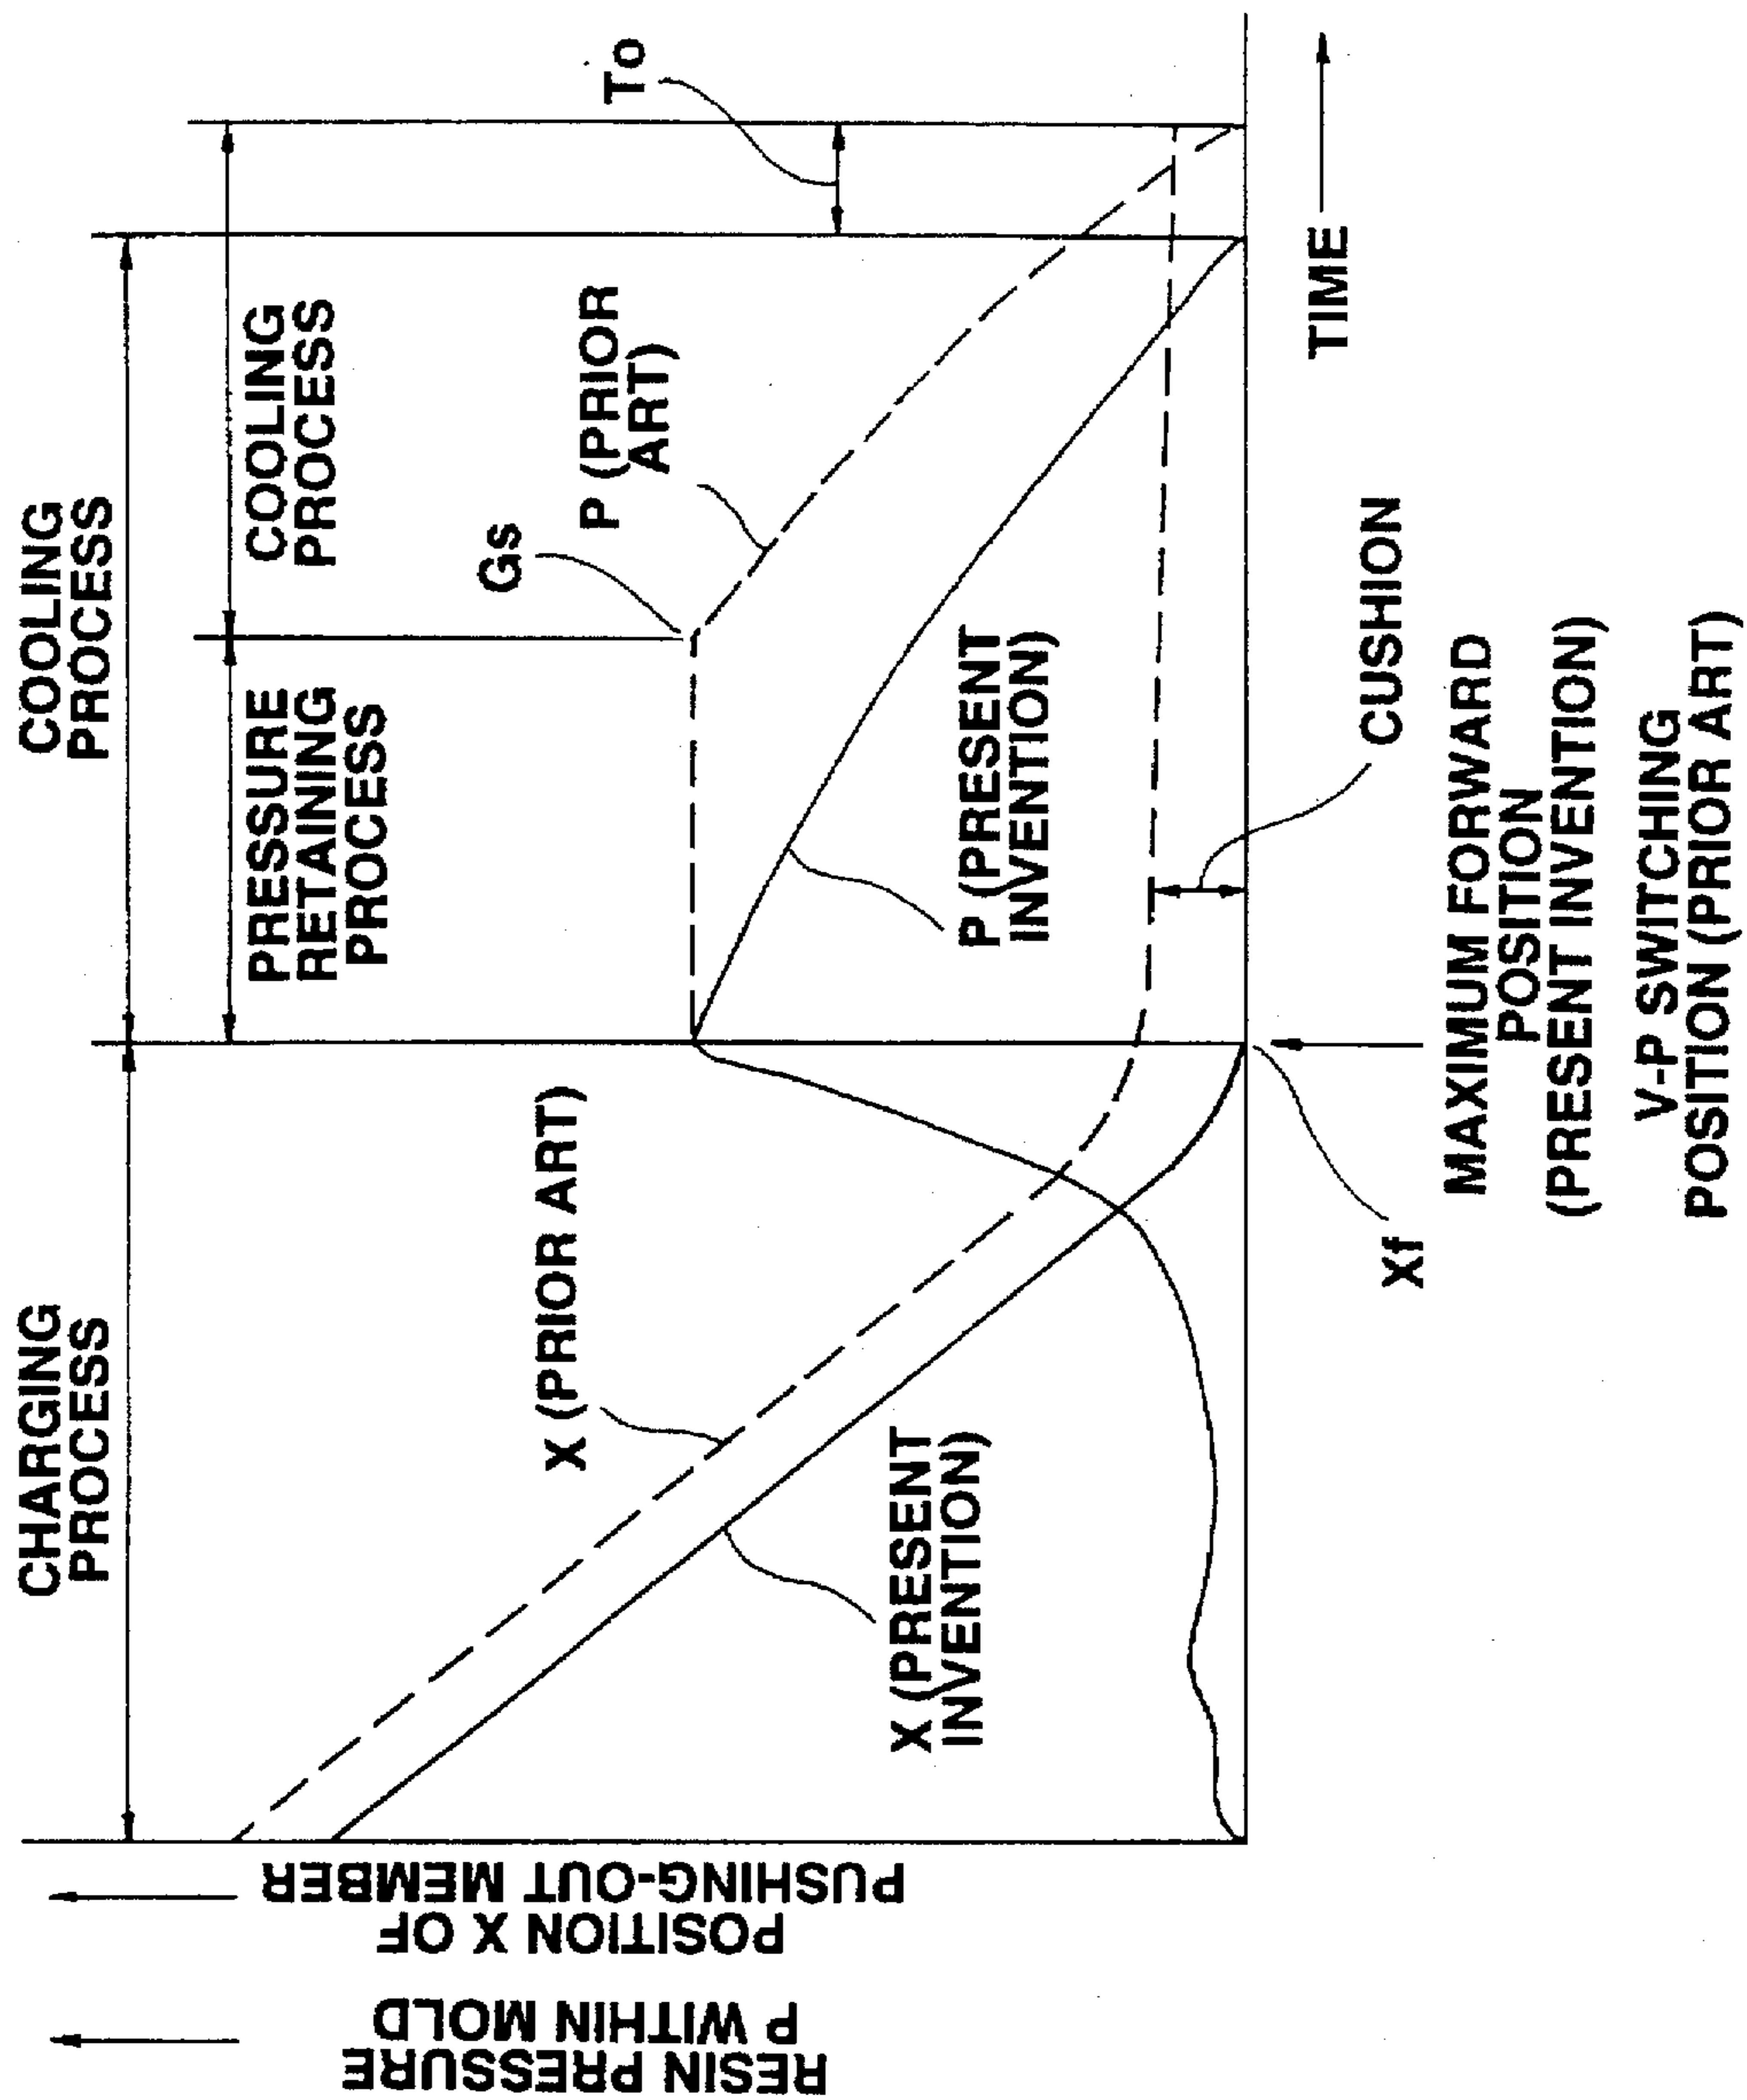 CHARGING
PROCESS
COOLING
PROCESS
PRESSURE
RETAINING
PROCESS
COOLING
PROCESS
Gs
To
X (PRIOR ART)
P (PRIOR
ART)
X (PRESENT
INVENTION)
P (PRESENT
INVENTION)
RESIN PRESSURE
P WITHIN MOLD
POSITION X OF
PUSHING-OUT MEMBER
TIME
Xf
CUSHION
MAXIMUM FORWARD
POSITION
(PRESENT INVENTION)
V-P SWITCHING
POSITION (PRIOR ART)